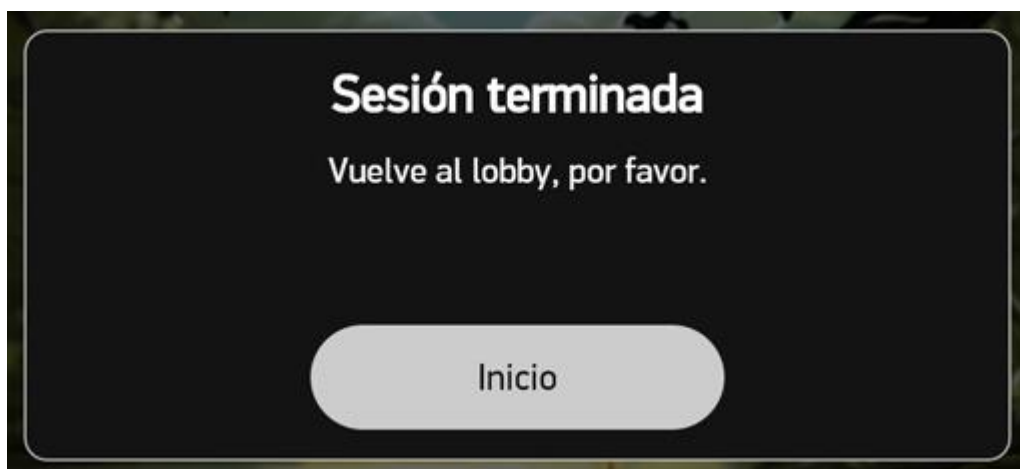 Sesión terminada
Vuelve al lobby, por favor.
Inicio